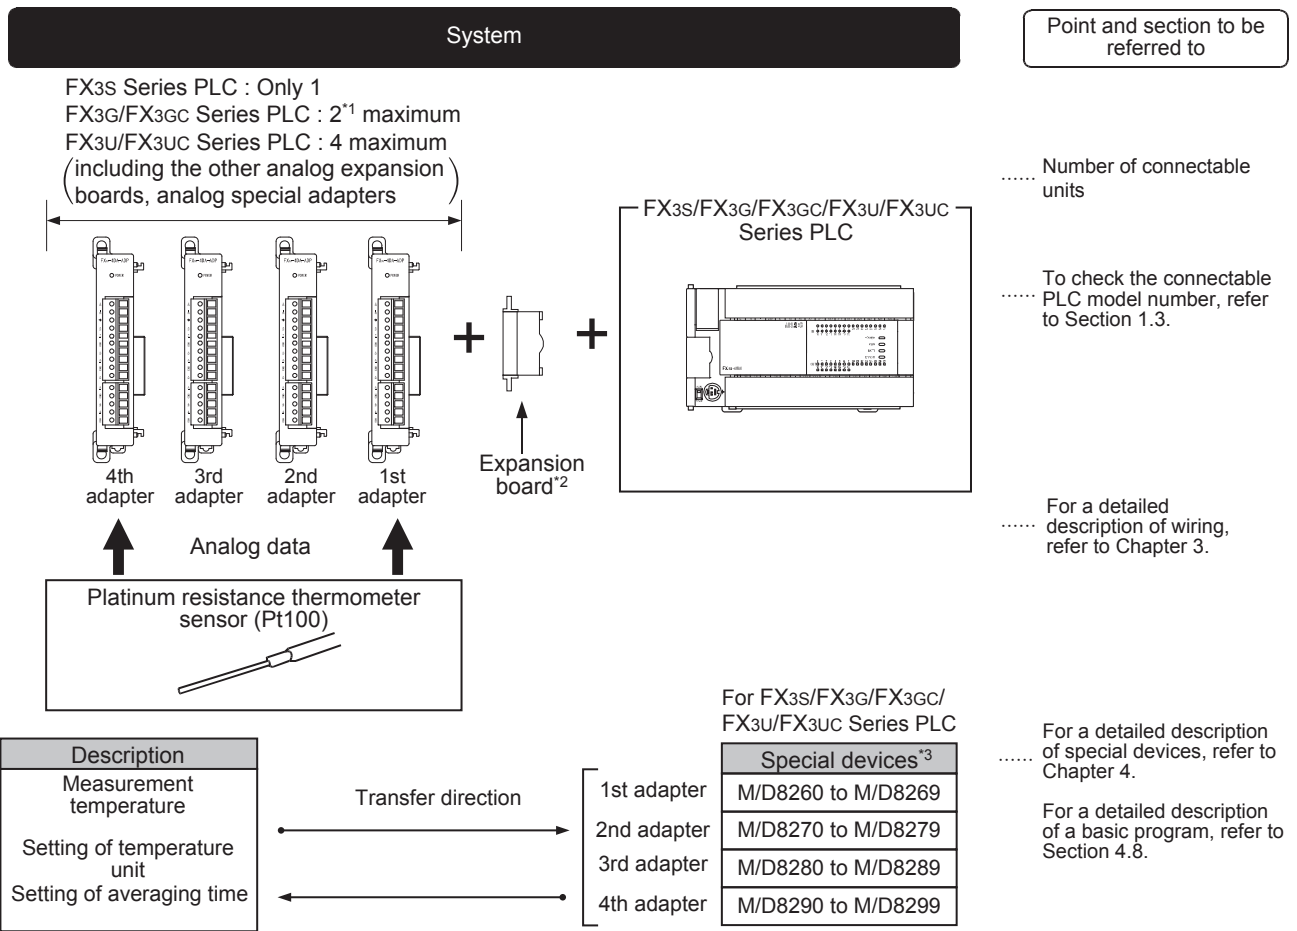 System
Point and section to be
referred to
FX3S Series PLC : Only 1
FX3G/FX3GC Series PLC : 2*1 maximum
FX3U/FX3UC Series PLC : 4 maximum
(including the other analog expansion
boards, analog special adapters)
...... Number of connectable
units
FX3S/FX3G/FX3GC/FX3U/FX3UC
Series PLC
...... To check the connectable
PLC model number, refer
to Section 1.3.
POWER
POWER
POWER
POWER
+
+
4th
adapter
3rd
adapter
2nd
adapter
1st
adapter
Expansion
board*2
...... For a detailed
description of wiring,
refer to Chapter 3.
Analog data
Platinum resistance thermometer
sensor (Pt100)
For FX3S/FX3G/FX3GC/
FX3U/FX3UC Series PLC
...... For a detailed description
of special devices, refer to
Chapter 4.
For a detailed description
of a basic program, refer to
Section 4.8.
Description
Measurement
temperature
Setting of temperature
unit
Setting of averaging time
Transfer direction
Special devices*3
1st adapter M/D8260 to M/D8269
2nd adapter M/D8270 to M/D8279
3rd adapter M/D8280 to M/D8289
4th adapter M/D8290 to M/D8299